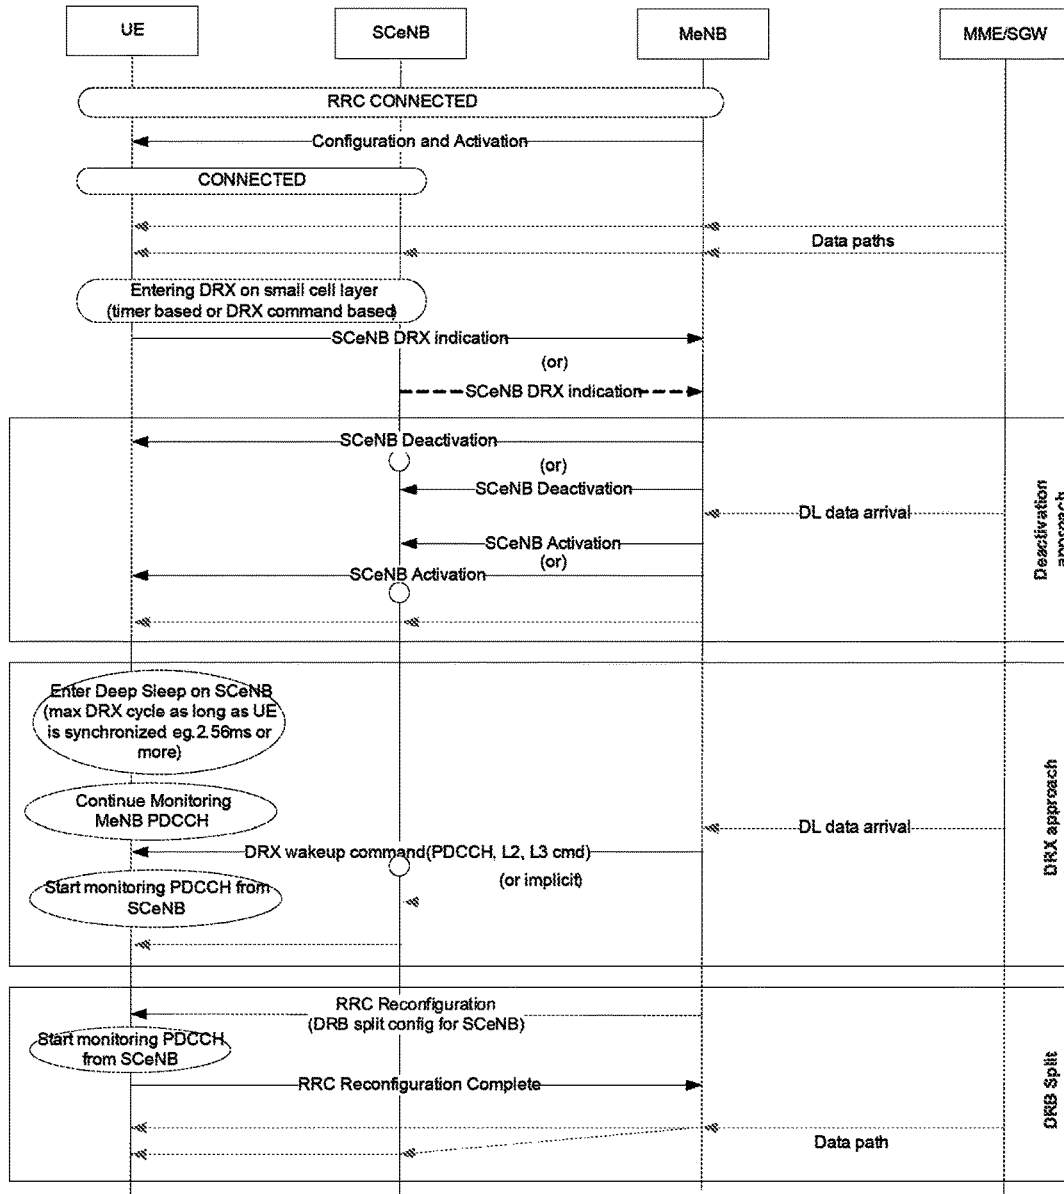 UE
SCeNB
MeNB
MME/SGW
RRC CONNECTED
Configuration and Activation
CONNECTED
Data paths
Entering DRX on small cell layer
(timer based or DRX command based)
SCeNB DRX indication
(or)
SCeNB DRX indication
SCeNB Deactivation
(or)
SCeNB Deactivation
DL data arrival
SCeNB Activation
(or)
SCeNB Activation
Deactivation
approach
Enter Deep Sleep on SCeNB
(max DRX cycle as long as UE
is synchronized eg.2.56ms or
more)
Continue Monitoring
MeNB PDCCH
DL data arrival
DRX wakeup command(PDCCH, L2, L3 cmd)
(or implicit)
Start monitoring PDCCH from
SCeNB
DRX approach
RRC Reconfiguration
(DRB split config for SCeNB)
Start monitoring PDCCH
from SCeNB
RRC Reconfiguration Complete
Data path
DRB Split